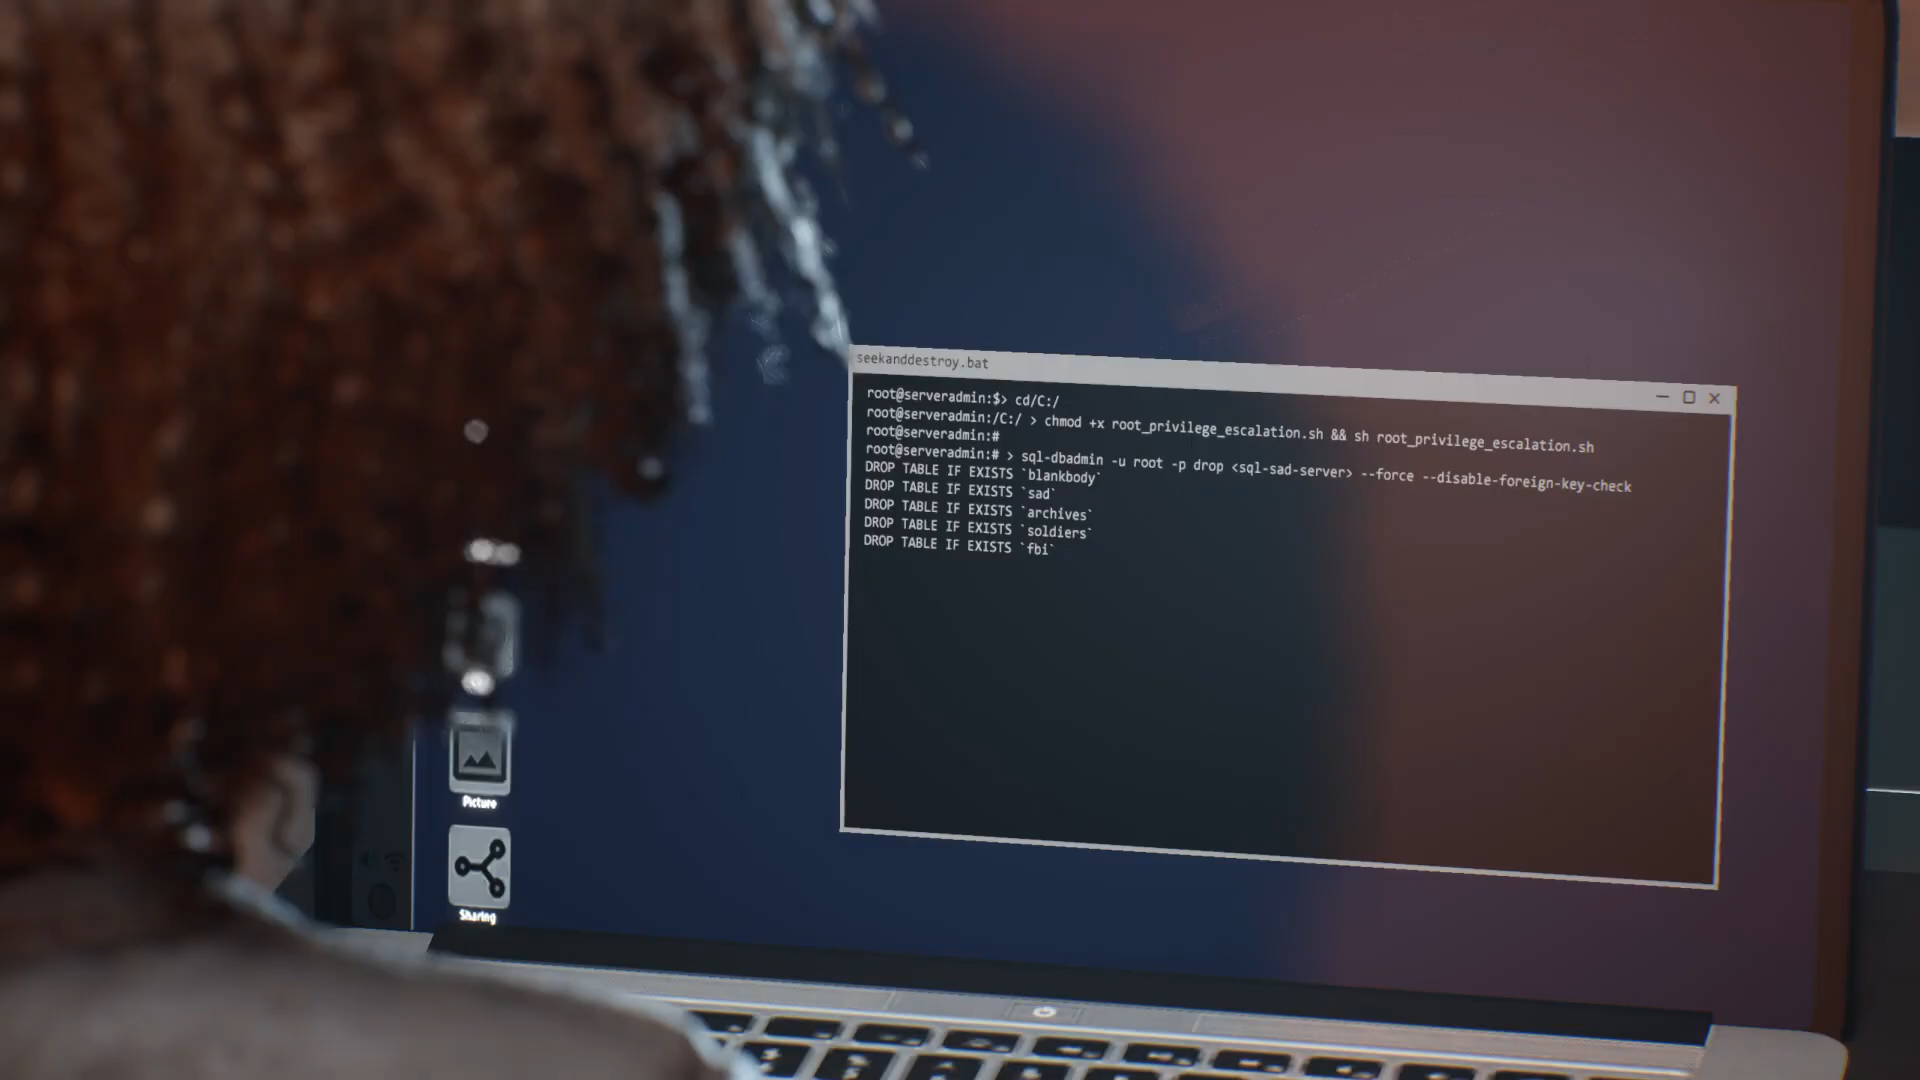 seekanddestroy.bat
root@serveradmin:$> cd/C:/
root@serveradmin:/C:/ > chmod +x root_privilege_escalation.sh && sh root_privilege_escalation.sh
root@serveradmin:#
root@serveradmin:# > sql-dbadmin -u root -p drop <sql-sad-server> --force --disable-foreign-key-check
DROP TABLE IF EXISTS `blankbody`
DROP TABLE IF EXISTS `sad`
DROP TABLE IF EXISTS `archives`
DROP TABLE IF EXISTS `soldiers`
DROP TABLE IF EXISTS `fbi`
Picture
Sharing